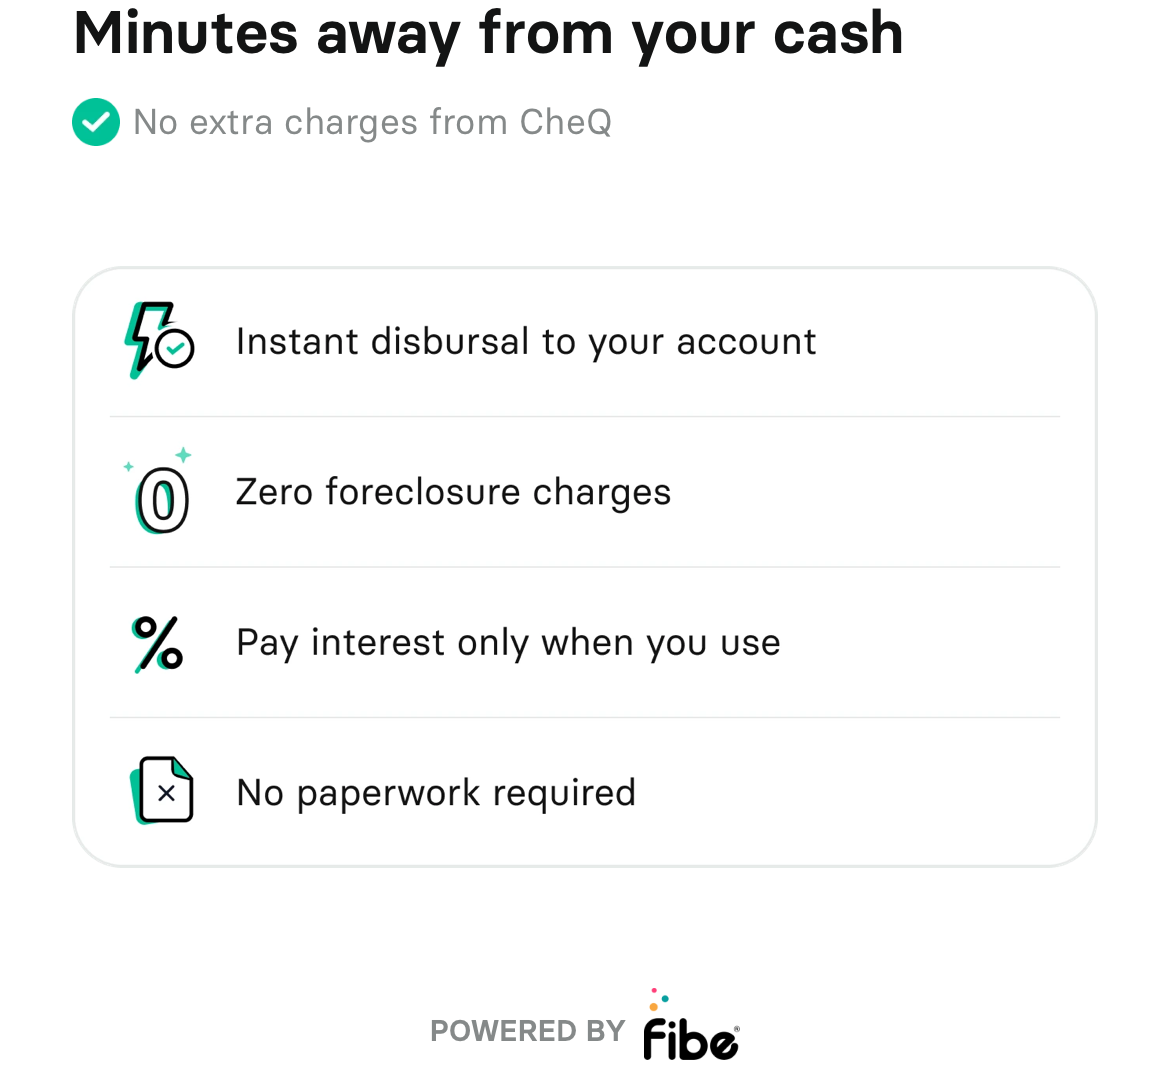 Minutes away from your cash
No extra charges from CheQ
Instant disbursal to your account
Zero foreclosure charges
Pay interest only when you use
No paperwork required
POWERED BY fibe®